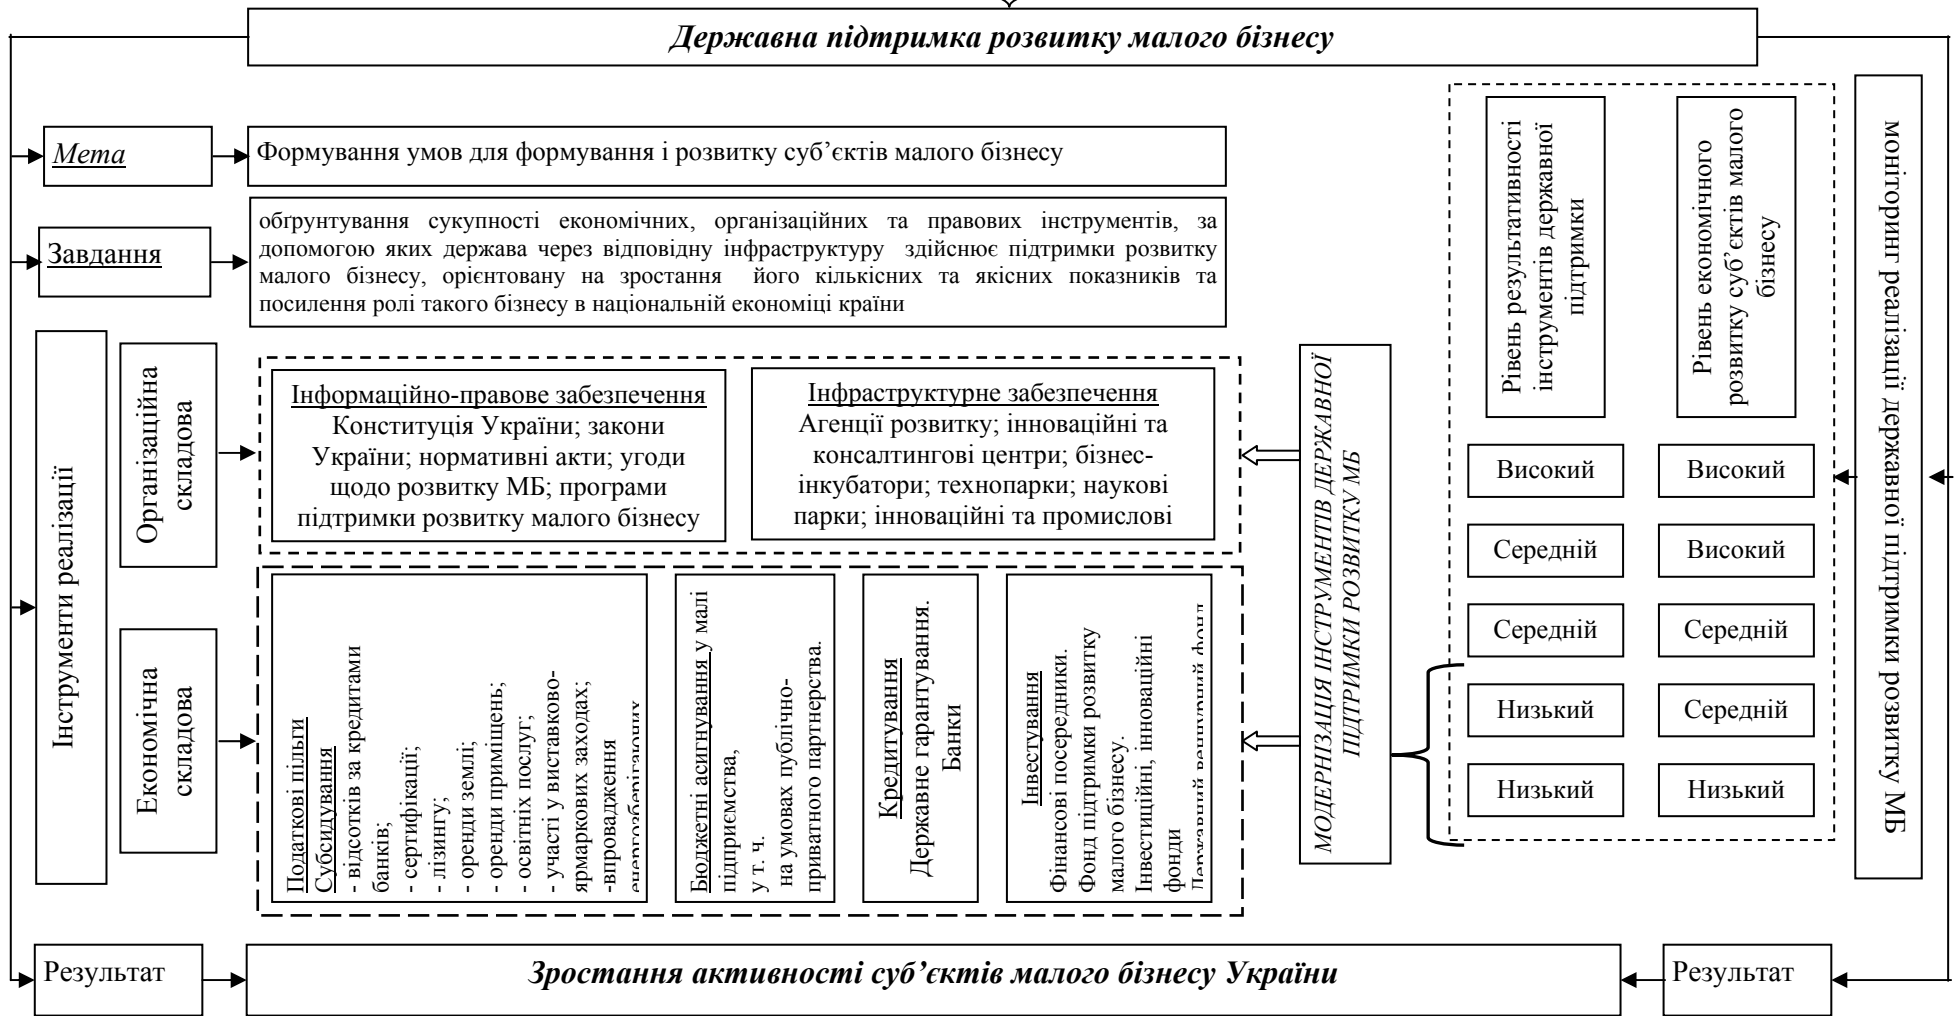 Державна підтримка розвитку малого бізнесу
Мета
Формування умов для формування і розвитку суб’єктів малого бізнесу
Завдання
обґрунтування сукупності економічних, організаційних та правових інструментів, за
допомогою яких держава через відповідну інфраструктуру здійснює підтримки розвитку
малого бізнесу, орієнтовану на зростання його кількісних та якісних показників та
посилення ролі такого бізнесу в національній економіці країни
Інструменти реалізації
Організаційна
складова
Інформаційно-правове забезпечення
Конституція України; закони
України; нормативні акти; угоди
щодо розвитку МБ; програми
підтримки розвитку малого бізнесу
Інфраструктурне забезпечення
Агенції розвитку; інноваційні та
консалтингові центри; бізнес-
інкубатори; технопарки; наукові
парки; інноваційні та промислові
Економічна
складова
Податкові пільги
Субсидування
- відсотків за кредитами
банків;
- сертифікації;
- лізингу;
- оренди землі;
- оренди приміщень;
- освітніх послуг;
- участі у виставково-
ярмаркових заходах;
-впровадження
енергозберігаючих
Бюджетні асигнування у малі
підприємства,
у т. ч.
на умовах публічно-
приватного партнерства.
Кредитування
Державне гарантування.
Банки
Інвестування
Фінансові посередники.
Фонд підтримки розвитку
малого бізнесу.
Інвестиційні, інноваційні
фонди
Державний венчурний фонд
МОДЕРНІЗАЦІЯ ІНСТРУМЕНТІВ ДЕРЖАВНОЇ
ПІДТРИМКИ РОЗВИТКУ МБ
Рівень результативності
інструментів державної
підтримки
Рівень економічного
розвитку суб’єктів малого
бізнесу
Високий
Високий
Середній
Високий
Середній
Середній
Низький
Середній
Низький
Низький
моніторинг реалізації державної підтримки розвитку МБ
Результат
Зростання активності суб’єктів малого бізнесу України
Результат